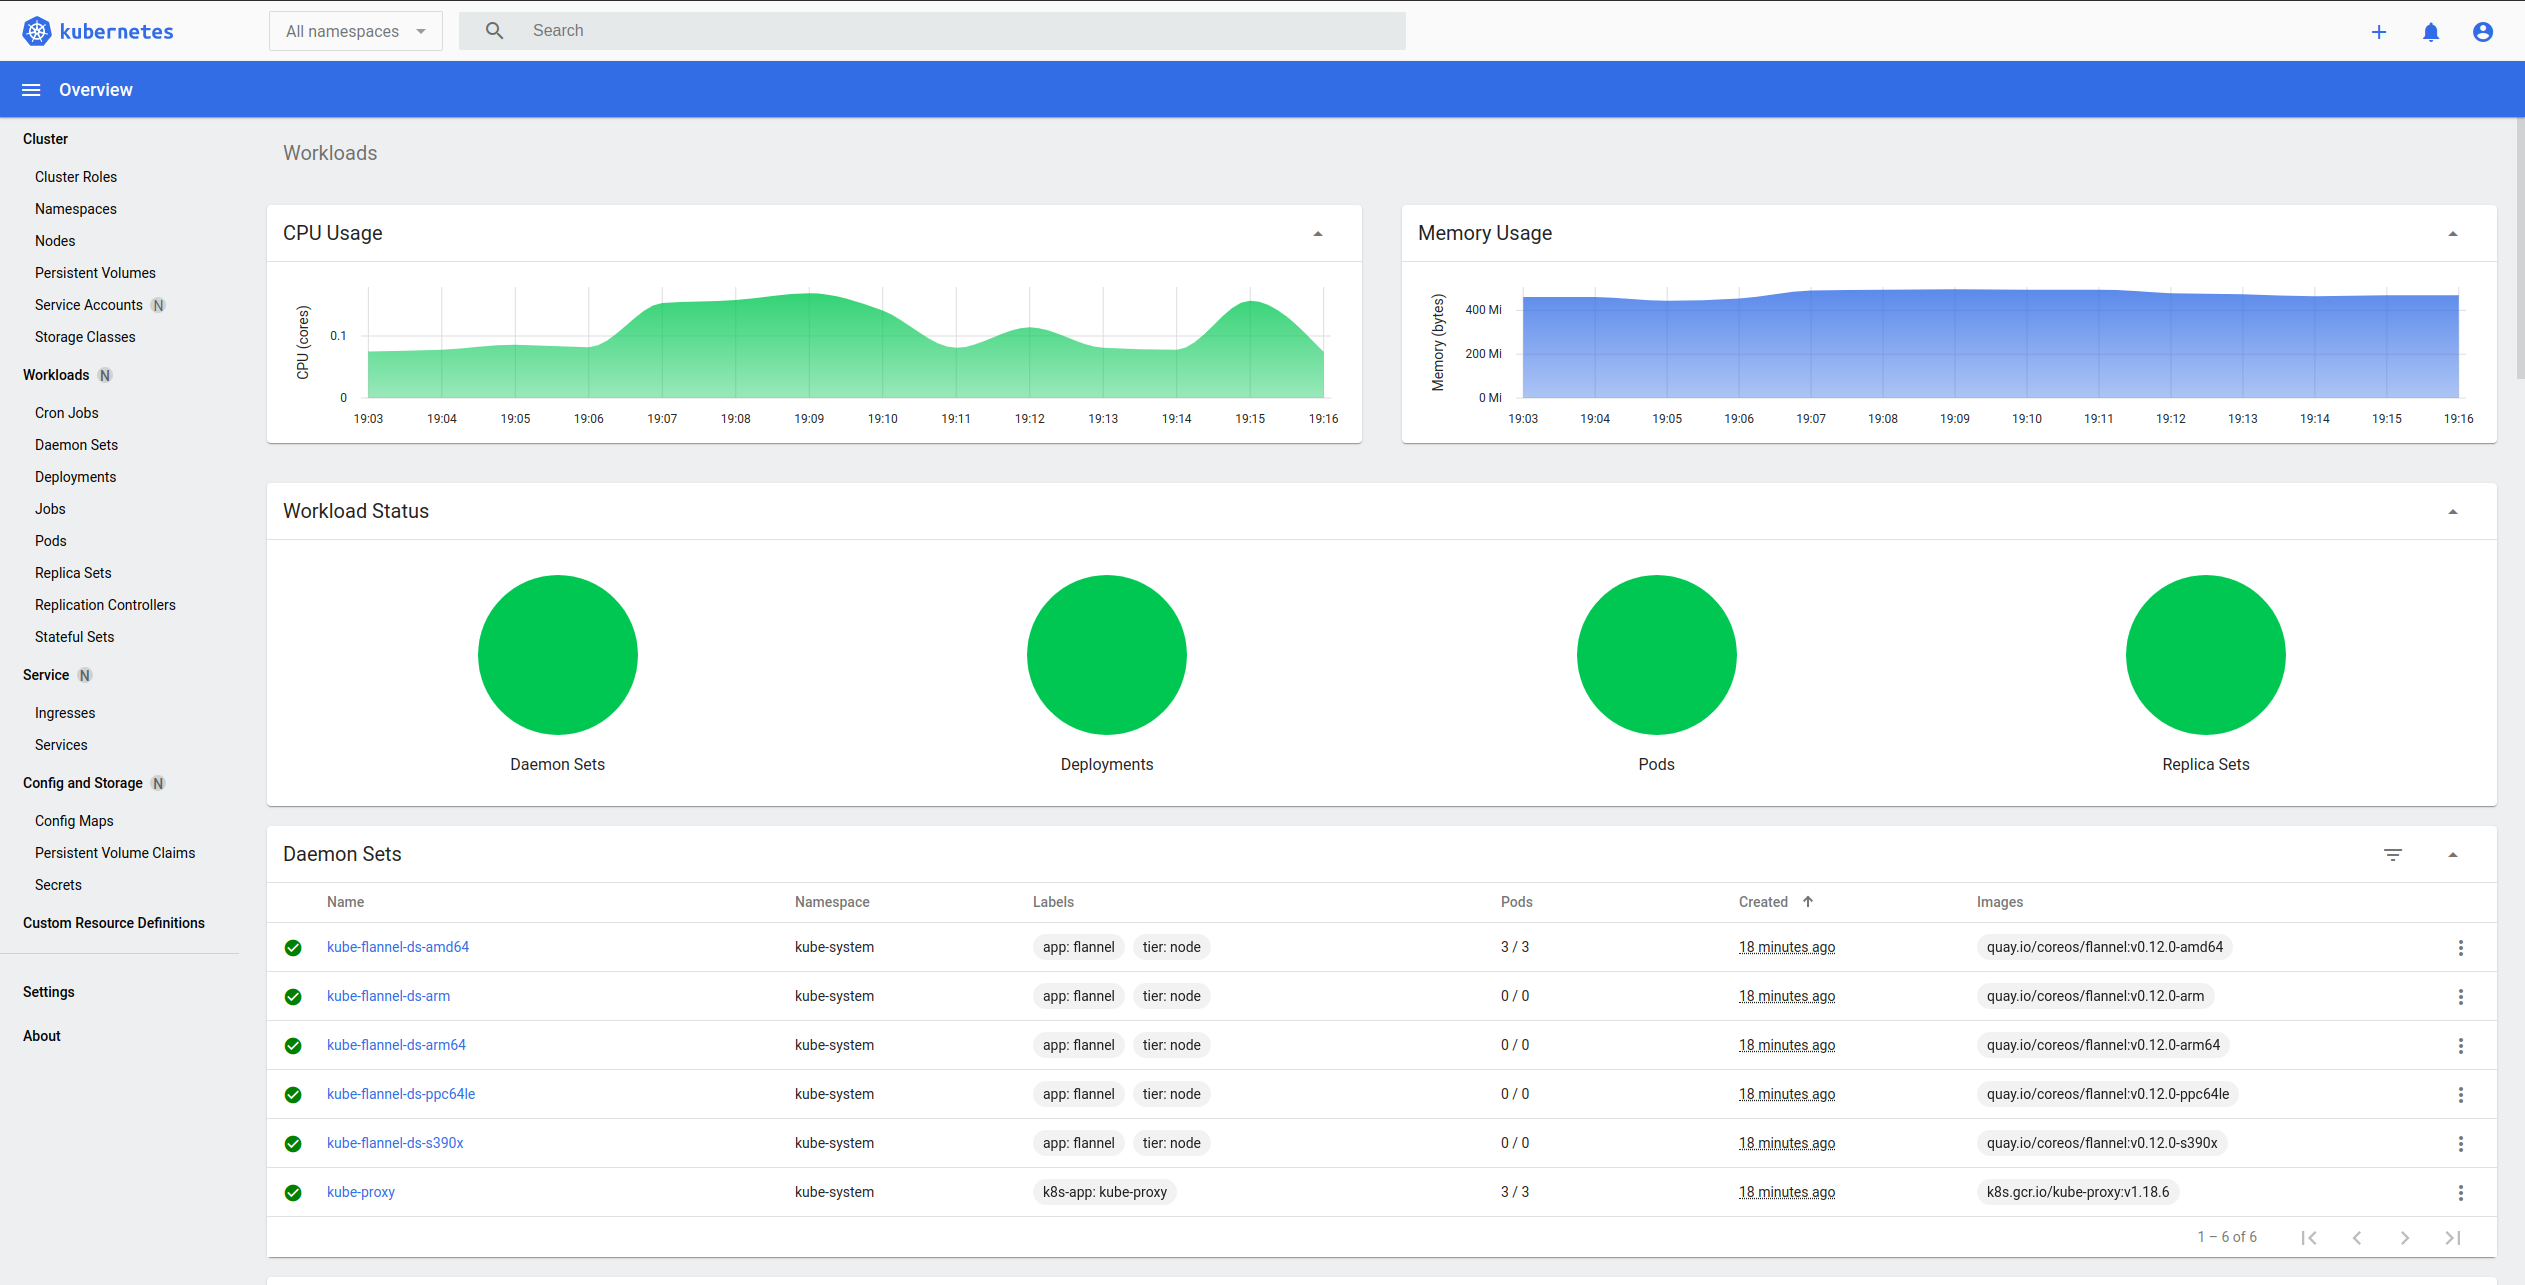 kubernetes
All namespaces
Search
Overview
Cluster
Cluster Roles
Namespaces
Nodes
Persistent Volumes
Service Accounts N
Storage Classes
Workloads N
Cron Jobs
Daemon Sets
Deployments
Jobs
Pods
Replica Sets
Replication Controllers
Stateful Sets
Service N
Ingresses
Services
Config and Storage N
Config Maps
Persistent Volume Claims
Secrets
Custom Resource Definitions
Settings
About
Workloads
CPU Usage
CPU (cores)
0.1
0
19:03 19:04 19:05 19:06 19:07 19:08 19:09 19:10 19:11 19:12 19:13 19:14 19:15 19:16
Memory Usage
Memory (bytes)
400 Mi
200 Mi
0 Mi
19:03 19:04 19:05 19:06 19:07 19:08 19:09 19:10 19:11 19:12 19:13 19:14 19:15 19:16
Workload Status
Daemon Sets Deployments Pods Replica Sets
Daemon Sets
Name Namespace Labels Pods Created Images
kube-flannel-ds-amd64 kube-system app: flannel tier: node 3 / 3 18 minutes ago quay.io/coreos/flannel:v0.12.0-amd64
kube-flannel-ds-arm kube-system app: flannel tier: node 0 / 0 18 minutes ago quay.io/coreos/flannel:v0.12.0-arm
kube-flannel-ds-arm64 kube-system app: flannel tier: node 0 / 0 18 minutes ago quay.io/coreos/flannel:v0.12.0-arm64
kube-flannel-ds-ppc64le kube-system app: flannel tier: node 0 / 0 18 minutes ago quay.io/coreos/flannel:v0.12.0-ppc64le
kube-flannel-ds-s390x kube-system app: flannel tier: node 0 / 0 18 minutes ago quay.io/coreos/flannel:v0.12.0-s390x
kube-proxy kube-system k8s-app: kube-proxy 3 / 3 18 minutes ago k8s.gcr.io/kube-proxy:v1.18.6
1 – 6 of 6